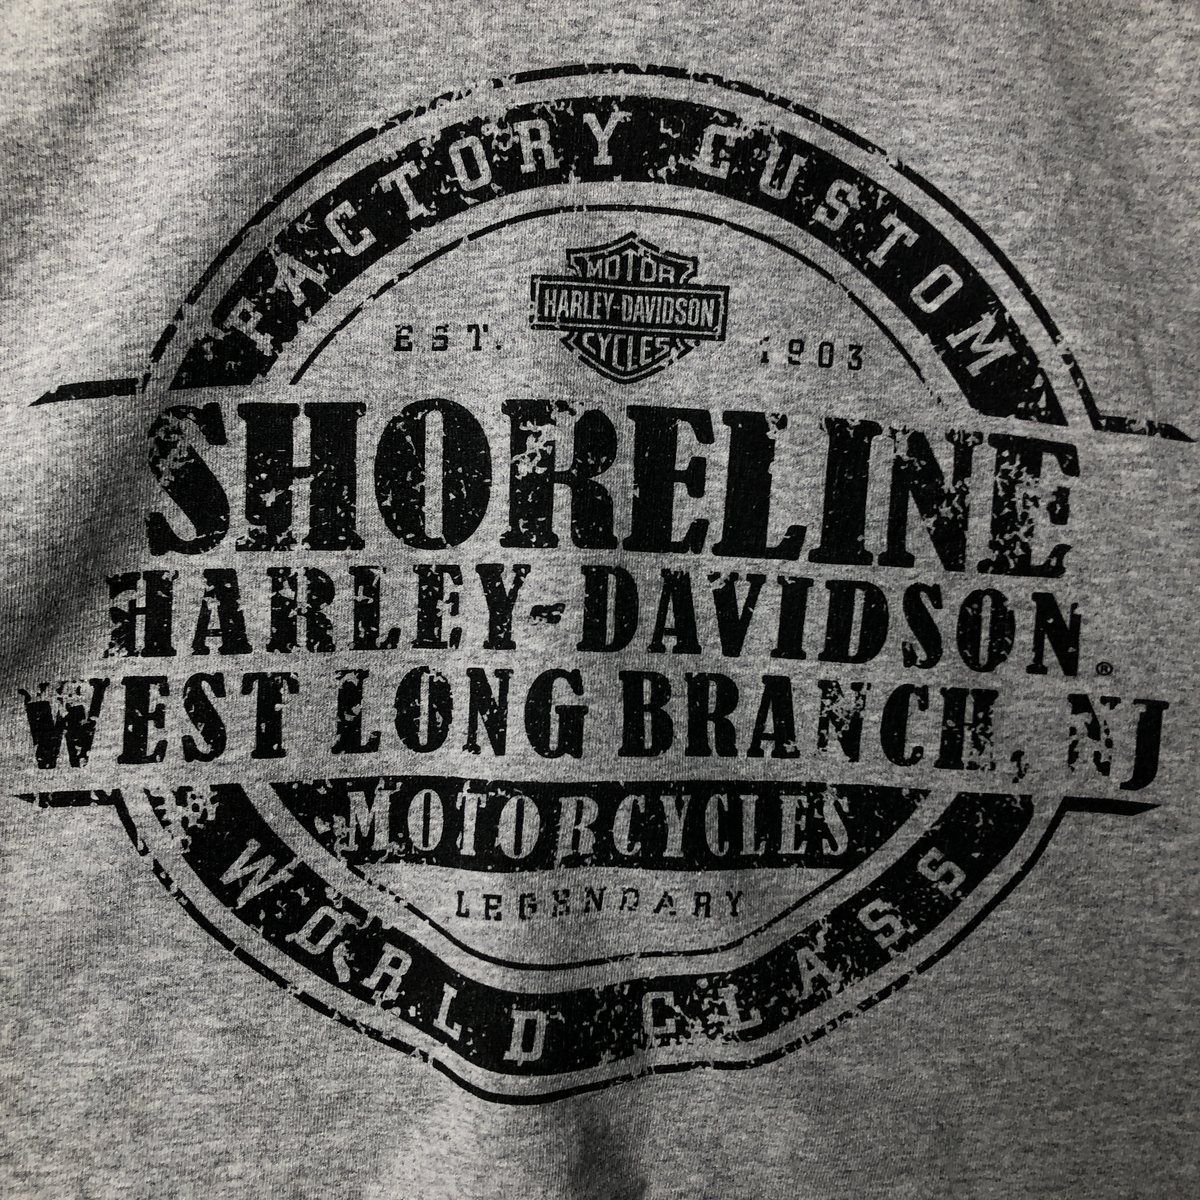 FACTORY CUSTOM
MOTOR
HARLEY-DAVIDSON
CYCLES
EST. 1903
SHORELINE
HARLEY-DAVIDSON®
WEST LONG BRANCH, NJ
MOTORCYCLES
LEGENDARY
WORLD CLASS